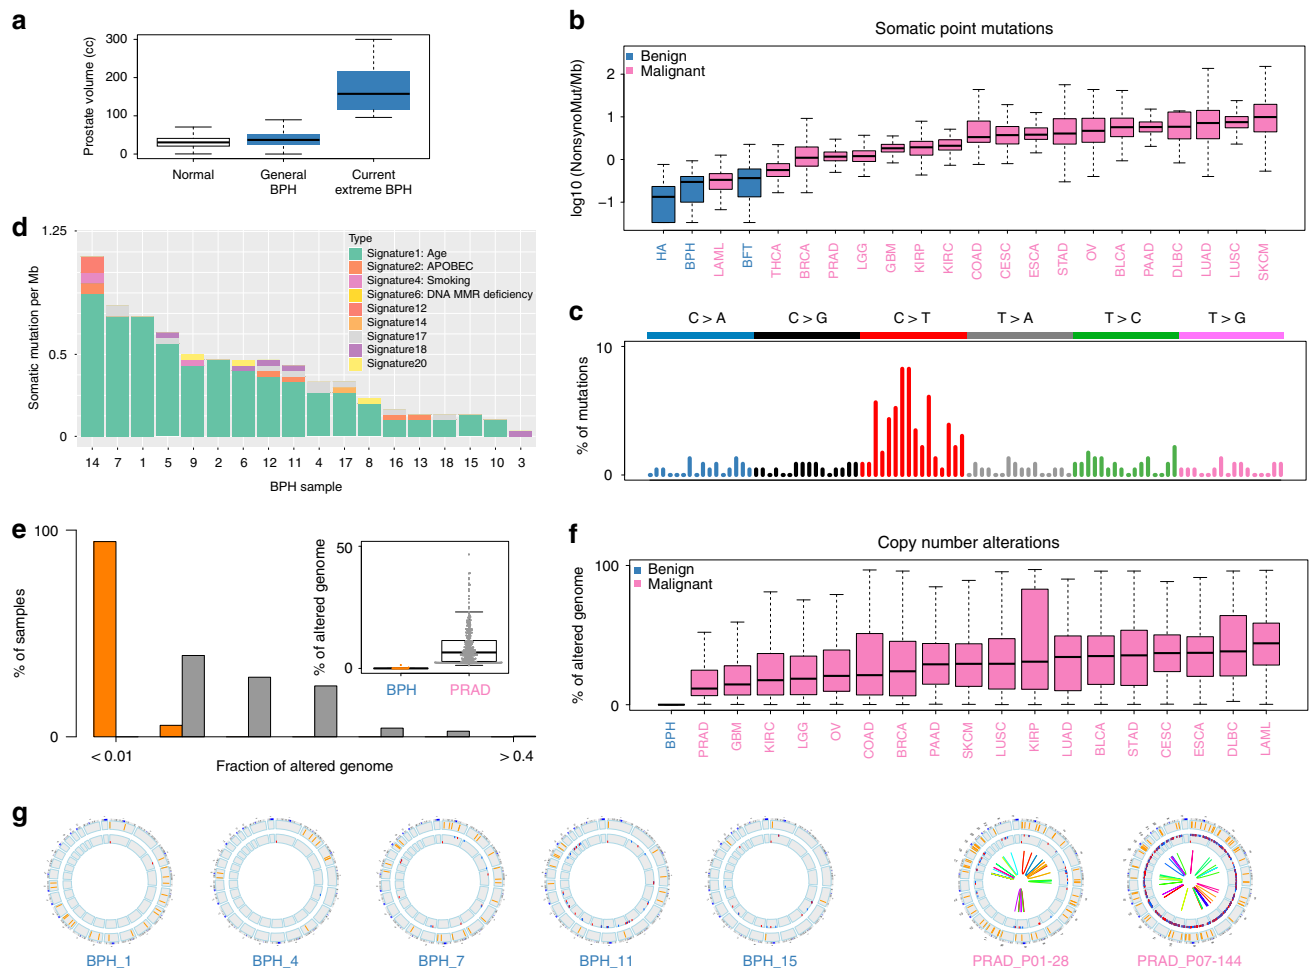 a
Prostate volume (cc)
300
200
100
0
Normal
General
BPH
Current
extreme BPH
b
Somatic point mutations
Benign
Malignant
log10 (NonsynoMut/Mb)
2
1
0
−1
HA
BPH
LAML
BFT
THCA
BRCA
PRAD
LGG
GBM
KIRP
KIRC
COAD
CESC
ESCA
STAD
OV
BLCA
PAAD
DLBC
LUAD
LUSC
SKCM
d
Somatic mutation per Mb
1.25
0.5
0
Type
Signature1: Age
Signature2: APOBEC
Signature4: Smoking
Signature6: DNA MMR deficiency
Signature12
Signature14
Signature17
Signature18
Signature20
14 7 1 5 9 2 6 12 11 4 17 8 16 13 18 15 10 3
BPH sample
c
C > A C > G C > T T > A T > C T > G
% of mutations
10
0
e
% of samples
100
0
< 0.01
> 0.4
Fraction of altered genome
% of altered genome
50
0
BPH PRAD
f
Copy number alterations
Benign
Malignant
% of altered genome
100
0
BPH
PRAD
GBM
KIRC
LGG
OV
COAD
BRCA
PAAD
SKCM
LUSC
KIRP
LUAD
BLCA
STAD
CESC
ESCA
DLBC
LAML
g
BPH_1
BPH_4
BPH_7
BPH_11
BPH_15
PRAD_P01-28
PRAD_P07-144